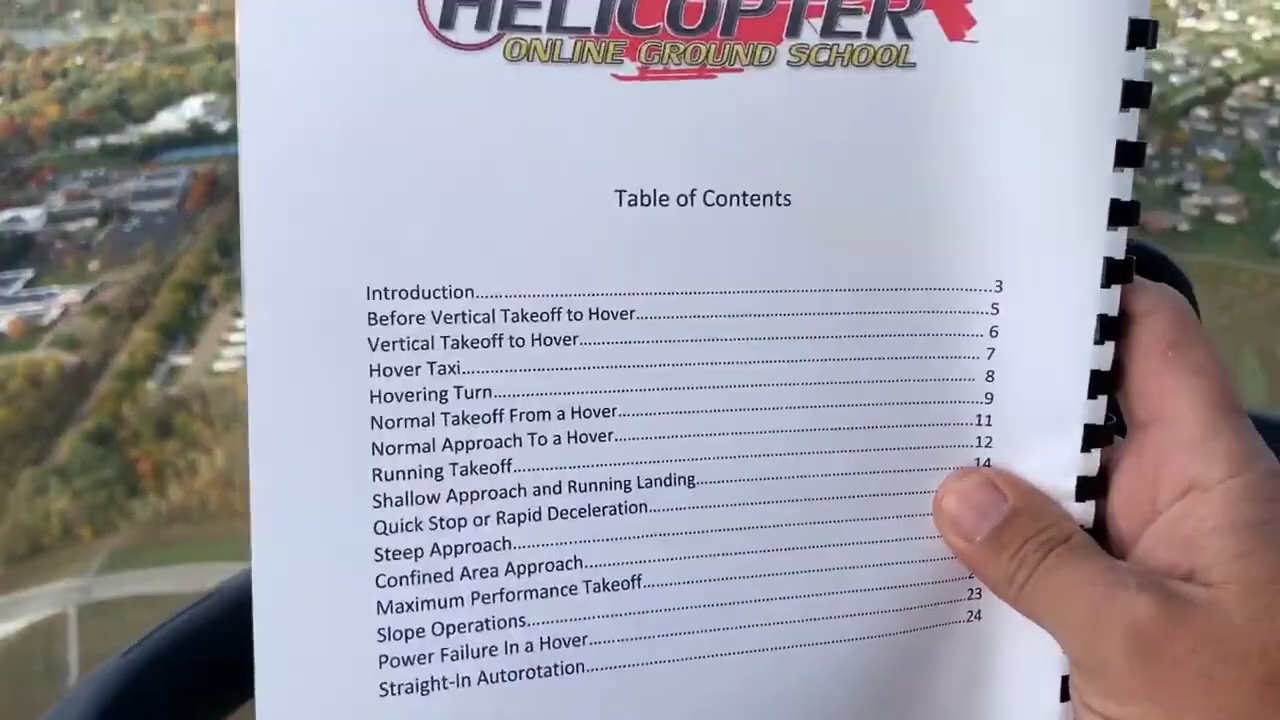 HELICOPTER
ONLINE GROUND SCHOOL
Table of Contents
Introduction..........3
Before Vertical Takeoff to Hover..........5
Vertical Takeoff to Hover..........6
Hover Taxi..........7
Hovering Turn..........8
Normal Takeoff From a Hover..........9
Normal Approach To a Hover..........11
Running Takeoff..........12
Shallow Approach and Running Landing..........14
Quick Stop or Rapid Deceleration..........
Steep Approach..........
Confined Area Approach..........
Maximum Performance Takeoff..........
Slope Operations..........
Power Failure In a Hover..........23
Straight-In Autorotation..........24